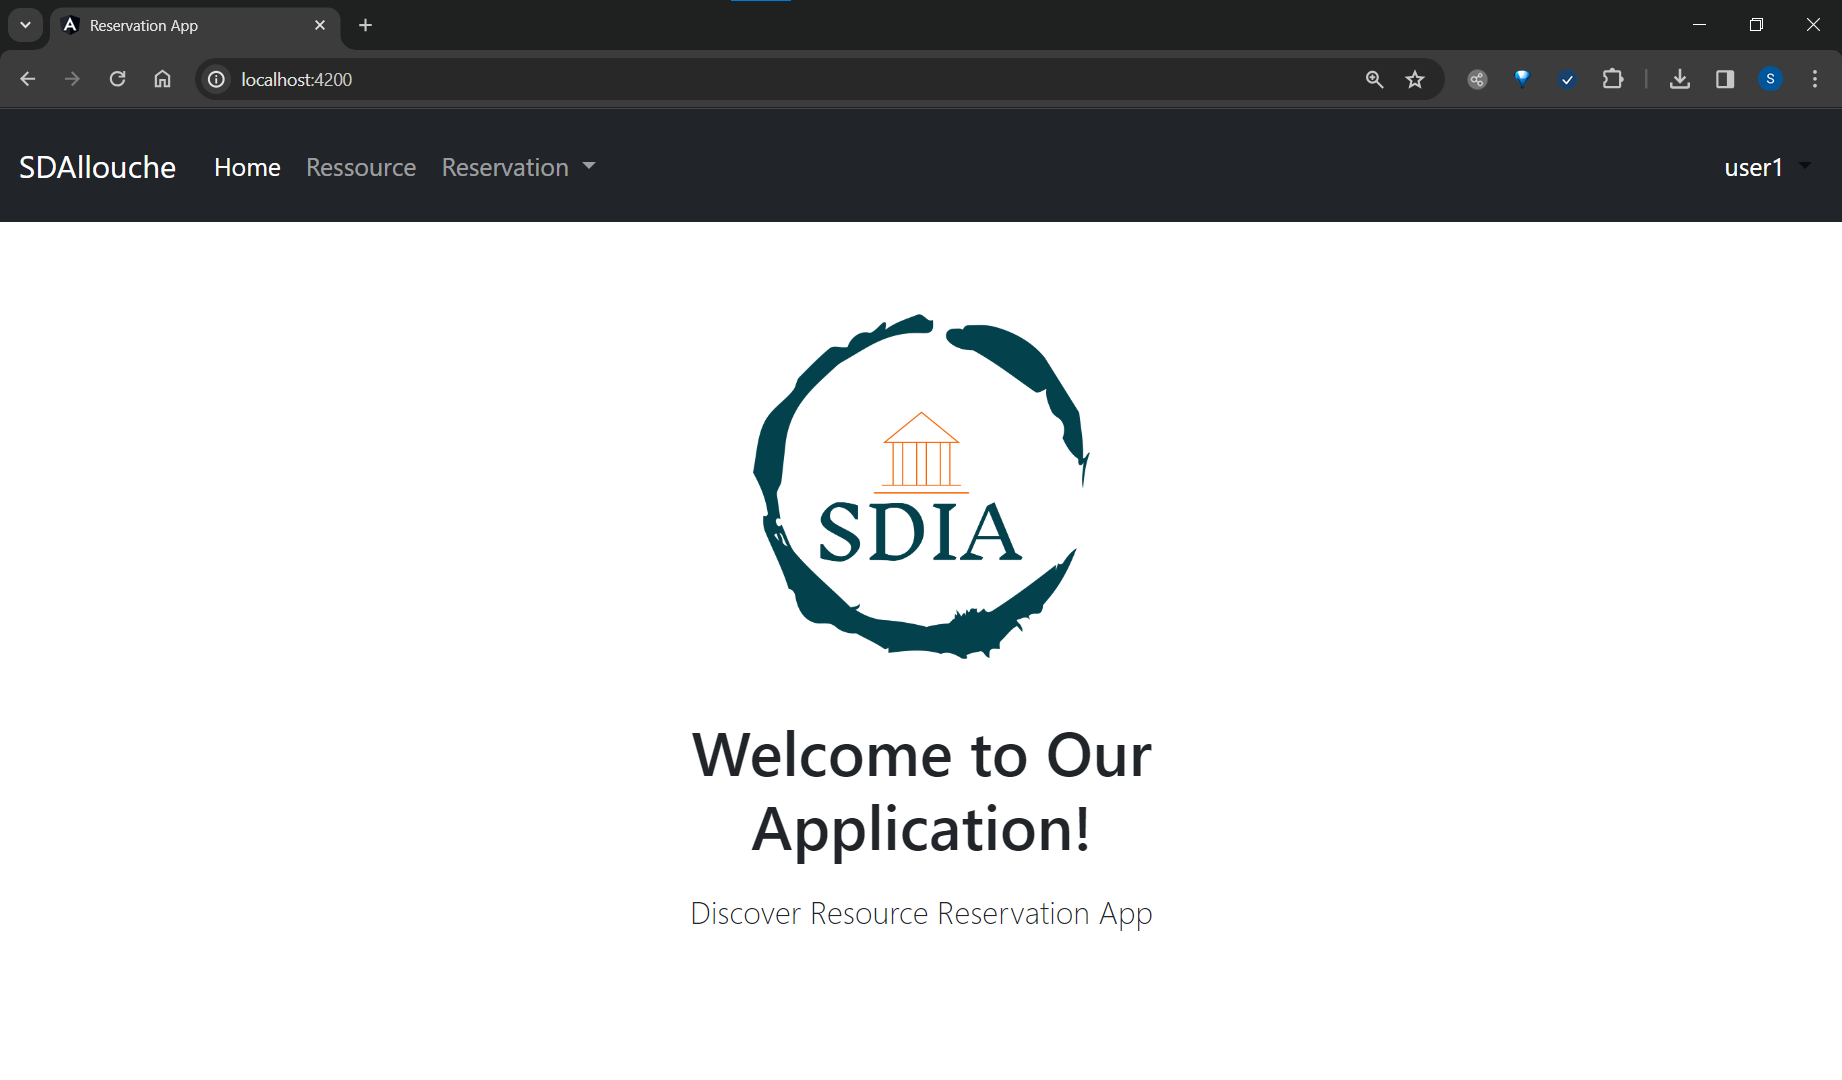 Reservation App
localhost:4200
S
SDAllouche Home Ressource Reservation user1
SDIA
Welcome to Our
Application!
Discover Resource Reservation App